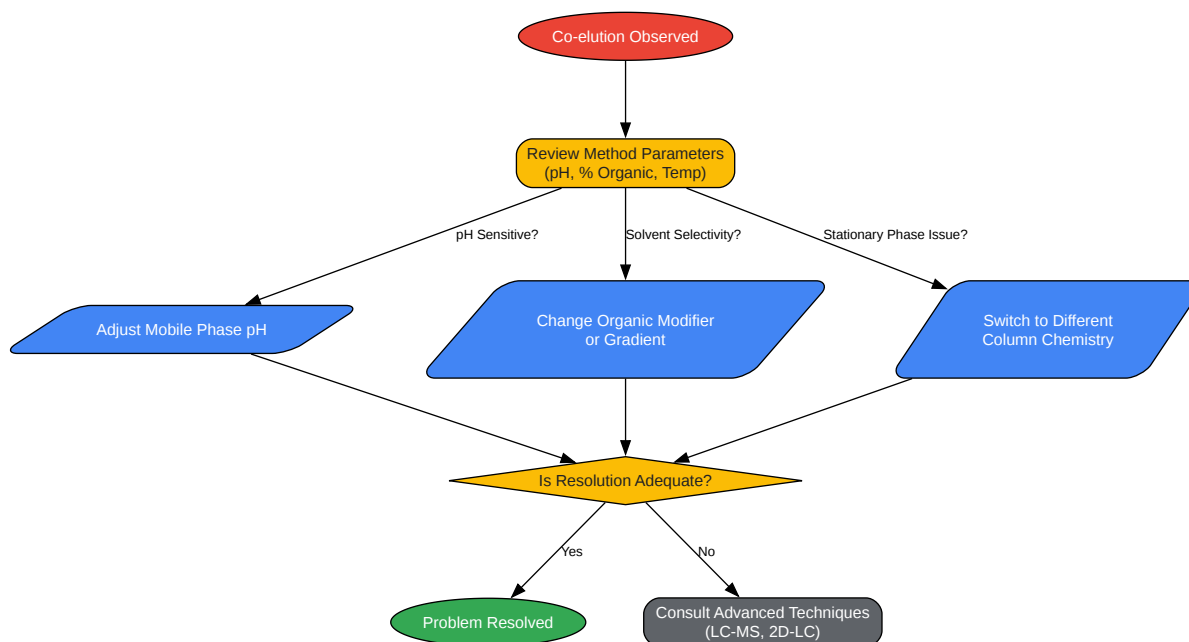 Co-elution Observed
Review Method Parameters
(pH, % Organic, Temp)
pH Sensitive?
Solvent Selectivity?
Stationary Phase Issue?
Adjust Mobile Phase pH
Change Organic Modifier
or Gradient
Switch to Different
Column Chemistry
Is Resolution Adequate?
Yes
No
Problem Resolved
Consult Advanced Techniques
(LC-MS, 2D-LC)